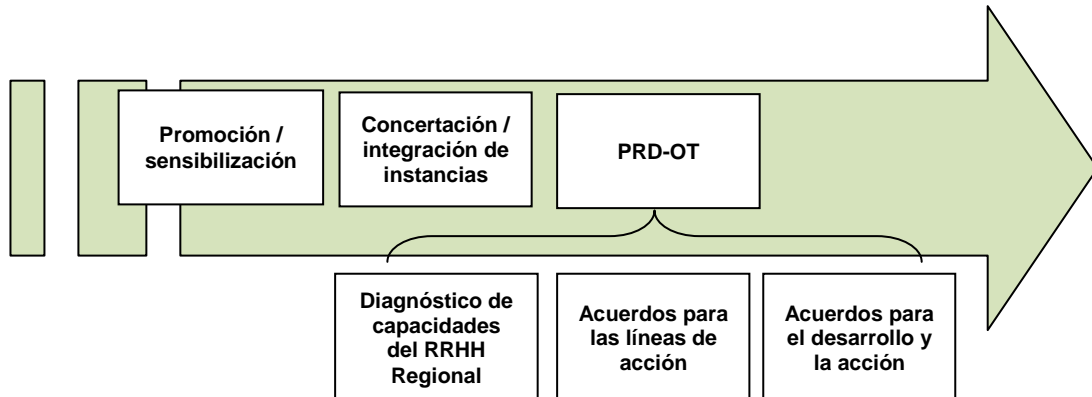 Promoción /
sensibilización
Concertación /
integración de
instancias
PRD-OT
Diagnóstico de
capacidades
del RRHH
Regional
Acuerdos para
las líneas de
acción
Acuerdos para
el desarrollo y
la acción